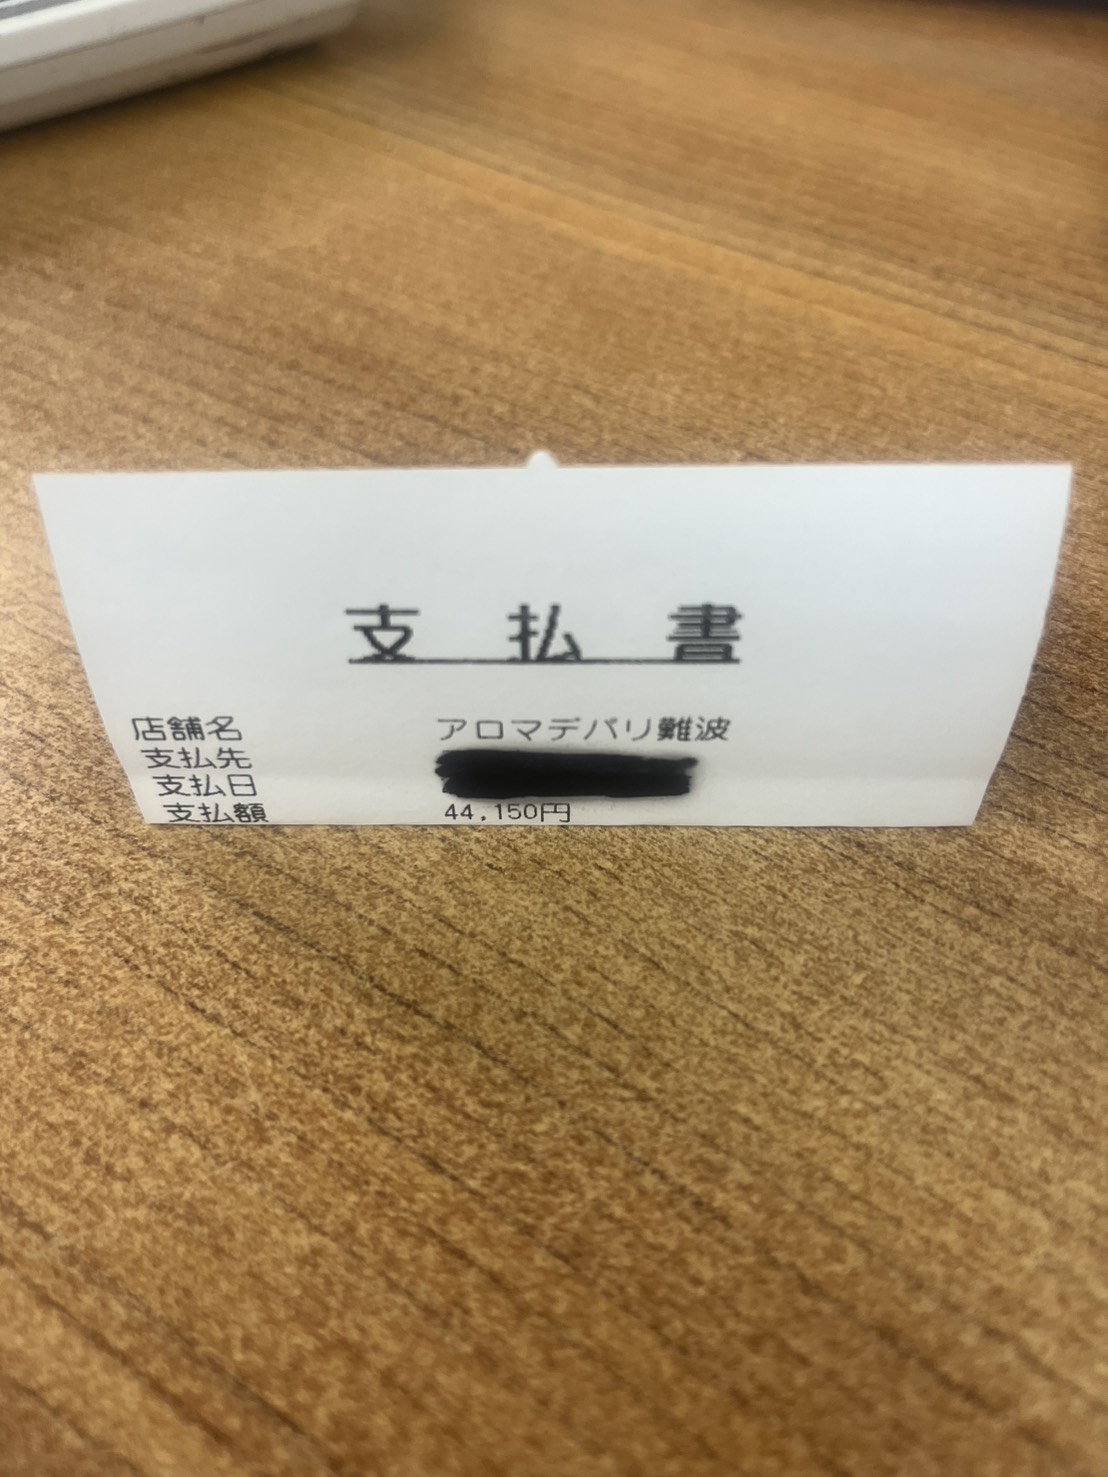 支払書
店舗名 アロマデパリ難波
支払先
支払日
支払額 44,150円